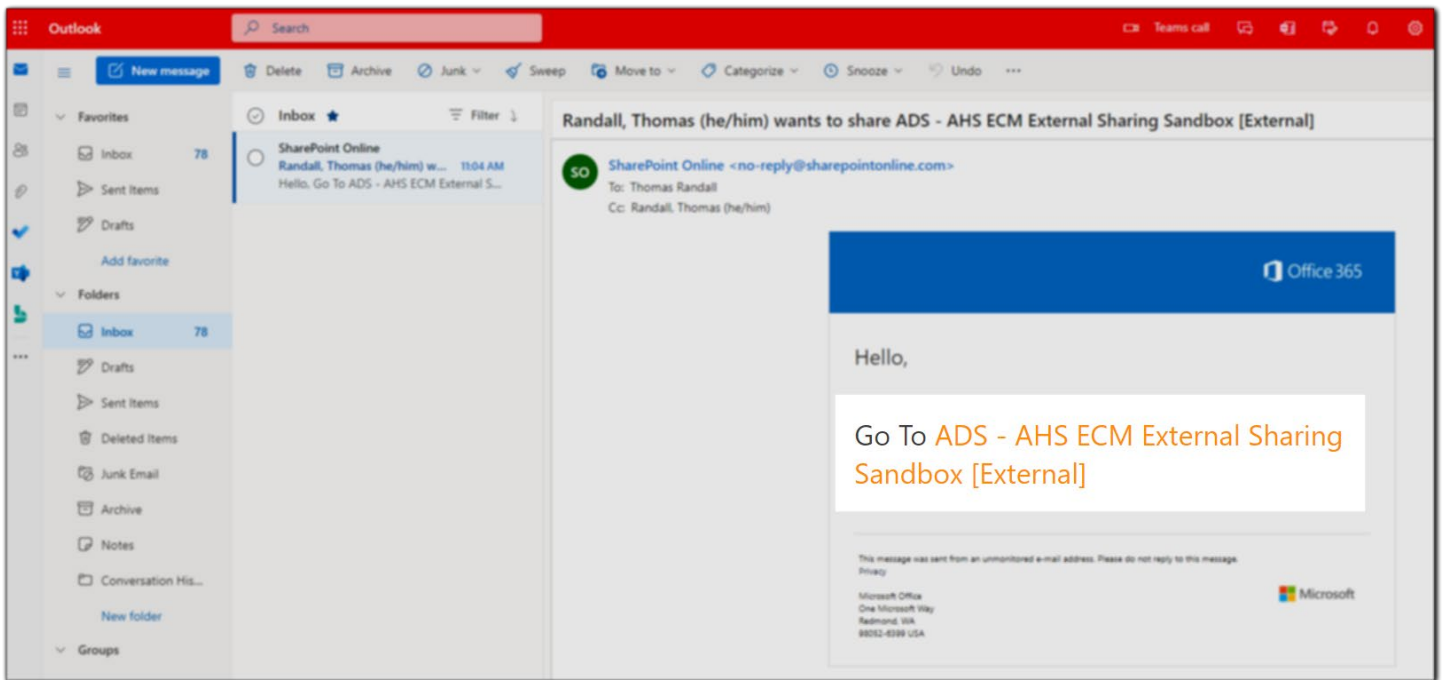 Outlook
Search
Teams call
New message
Delete
Archive
Junk
Sweep
Move to
Categorize
Snooze
Undo
Favorites
Inbox 78
Sent Items
Drafts
Add favorite
Folders
Inbox 78
Drafts
Sent Items
Deleted Items
Junk Email
Archive
Notes
Conversation His...
New folder
Groups
Inbox
Filter
SharePoint Online
Randall, Thomas (he/him) w... 11:04 AM
Hello, Go To ADS - AHS ECM External S...
Randall, Thomas (he/him) wants to share ADS - AHS ECM External Sharing Sandbox [External]
SO
SharePoint Online <no-reply@sharepointonline.com>
To: Thomas Randall
Cc: Randall, Thomas (he/him)
Office 365
Hello,
Go To ADS - AHS ECM External Sharing
Sandbox [External]
This message was sent from an unmonitored e-mail address. Please do not reply to this message.
Privacy
Microsoft Office
One Microsoft Way
Redmond, WA
98052-6399 USA
Microsoft